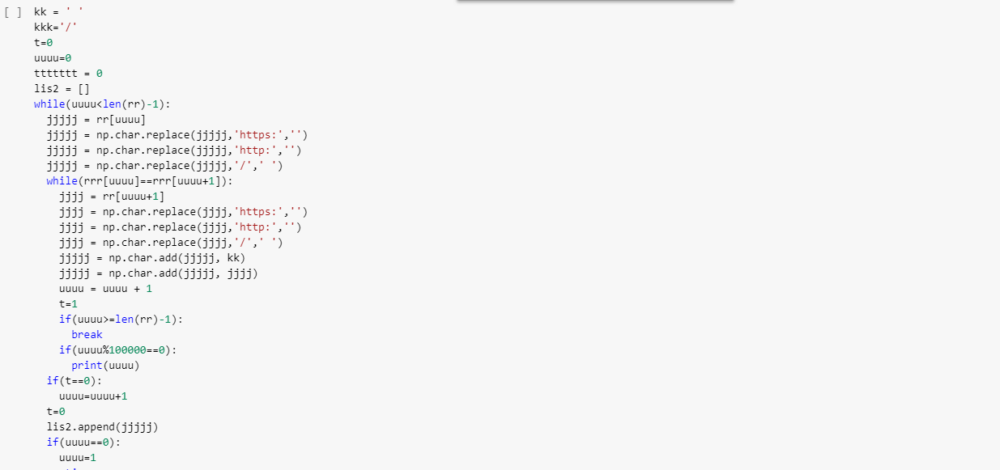 [ ] kk = ' '
kkk='/'
t=0
uuuu=0
ttttttt = 0
lis2 = []
while(uuuu<len(rr)-1):
  jjjjj = rr[uuuu]
  jjjjj = np.char.replace(jjjjj,'https:','')
  jjjjj = np.char.replace(jjjjj,'http:','')
  jjjjj = np.char.replace(jjjjj,'/',' ')
  while(rrr[uuuu]==rrr[uuuu+1]):
    jjjj = rr[uuuu+1]
    jjjj = np.char.replace(jjjj,'https:','')
    jjjj = np.char.replace(jjjj,'http:','')
    jjjj = np.char.replace(jjjj,'/',' ')
    jjjjj = np.char.add(jjjjj, kk)
    jjjjj = np.char.add(jjjjj, jjjj)
    uuuu = uuuu + 1
    t=1
    if(uuuu>=len(rr)-1):
      break
    if(uuuu%100000==0):
      print(uuuu)
  if(t==0):
    uuuu=uuuu+1
  t=0
  lis2.append(jjjjj)
  if(uuuu==0):
    uuuu=1